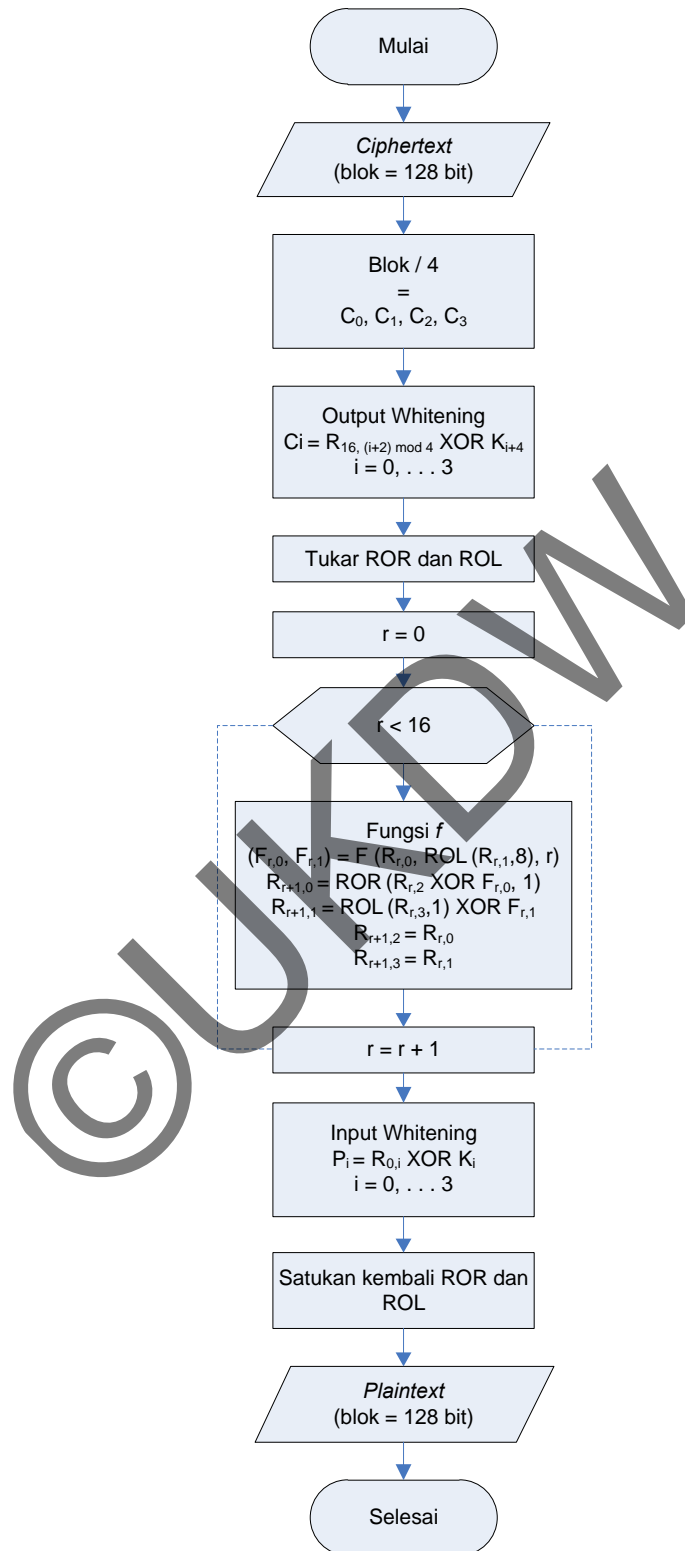 Mulai
Ciphertext
(blok = 128 bit)
Blok / 4
=
C₀, C₁, C₂, C₃
Output Whitening
Ci = R₁₆, ₍ᵢ₊₂₎ mod 4 XOR Kᵢ₊₄
i = 0, . . . 3
Tukar ROR dan ROL
r = 0
r < 16
Fungsi f
(Fr,0, Fr,1) = F (Rr,0, ROL (Rr,1,8), r)
Rr+1,0 = ROR (Rr,2 XOR Fr,0, 1)
Rr+1,1 = ROL (Rr,3,1) XOR Fr,1
Rr+1,2 = Rr,0
Rr+1,3 = Rr,1
r = r + 1
Input Whitening
Pi = R0,i XOR Ki
i = 0, . . . 3
Satukan kembali ROR dan
ROL
Plaintext
(blok = 128 bit)
Selesai
©UKDW